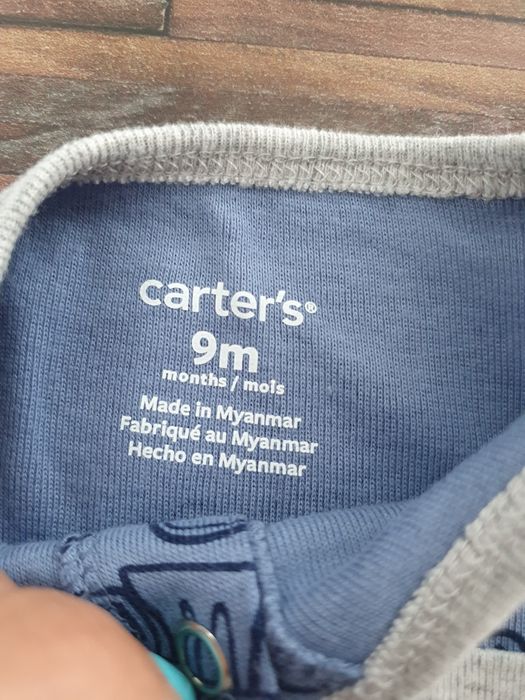 carter's®
9m
months / mois
Made in Myanmar
Fabriqué au Myanmar
Hecho en Myanmar